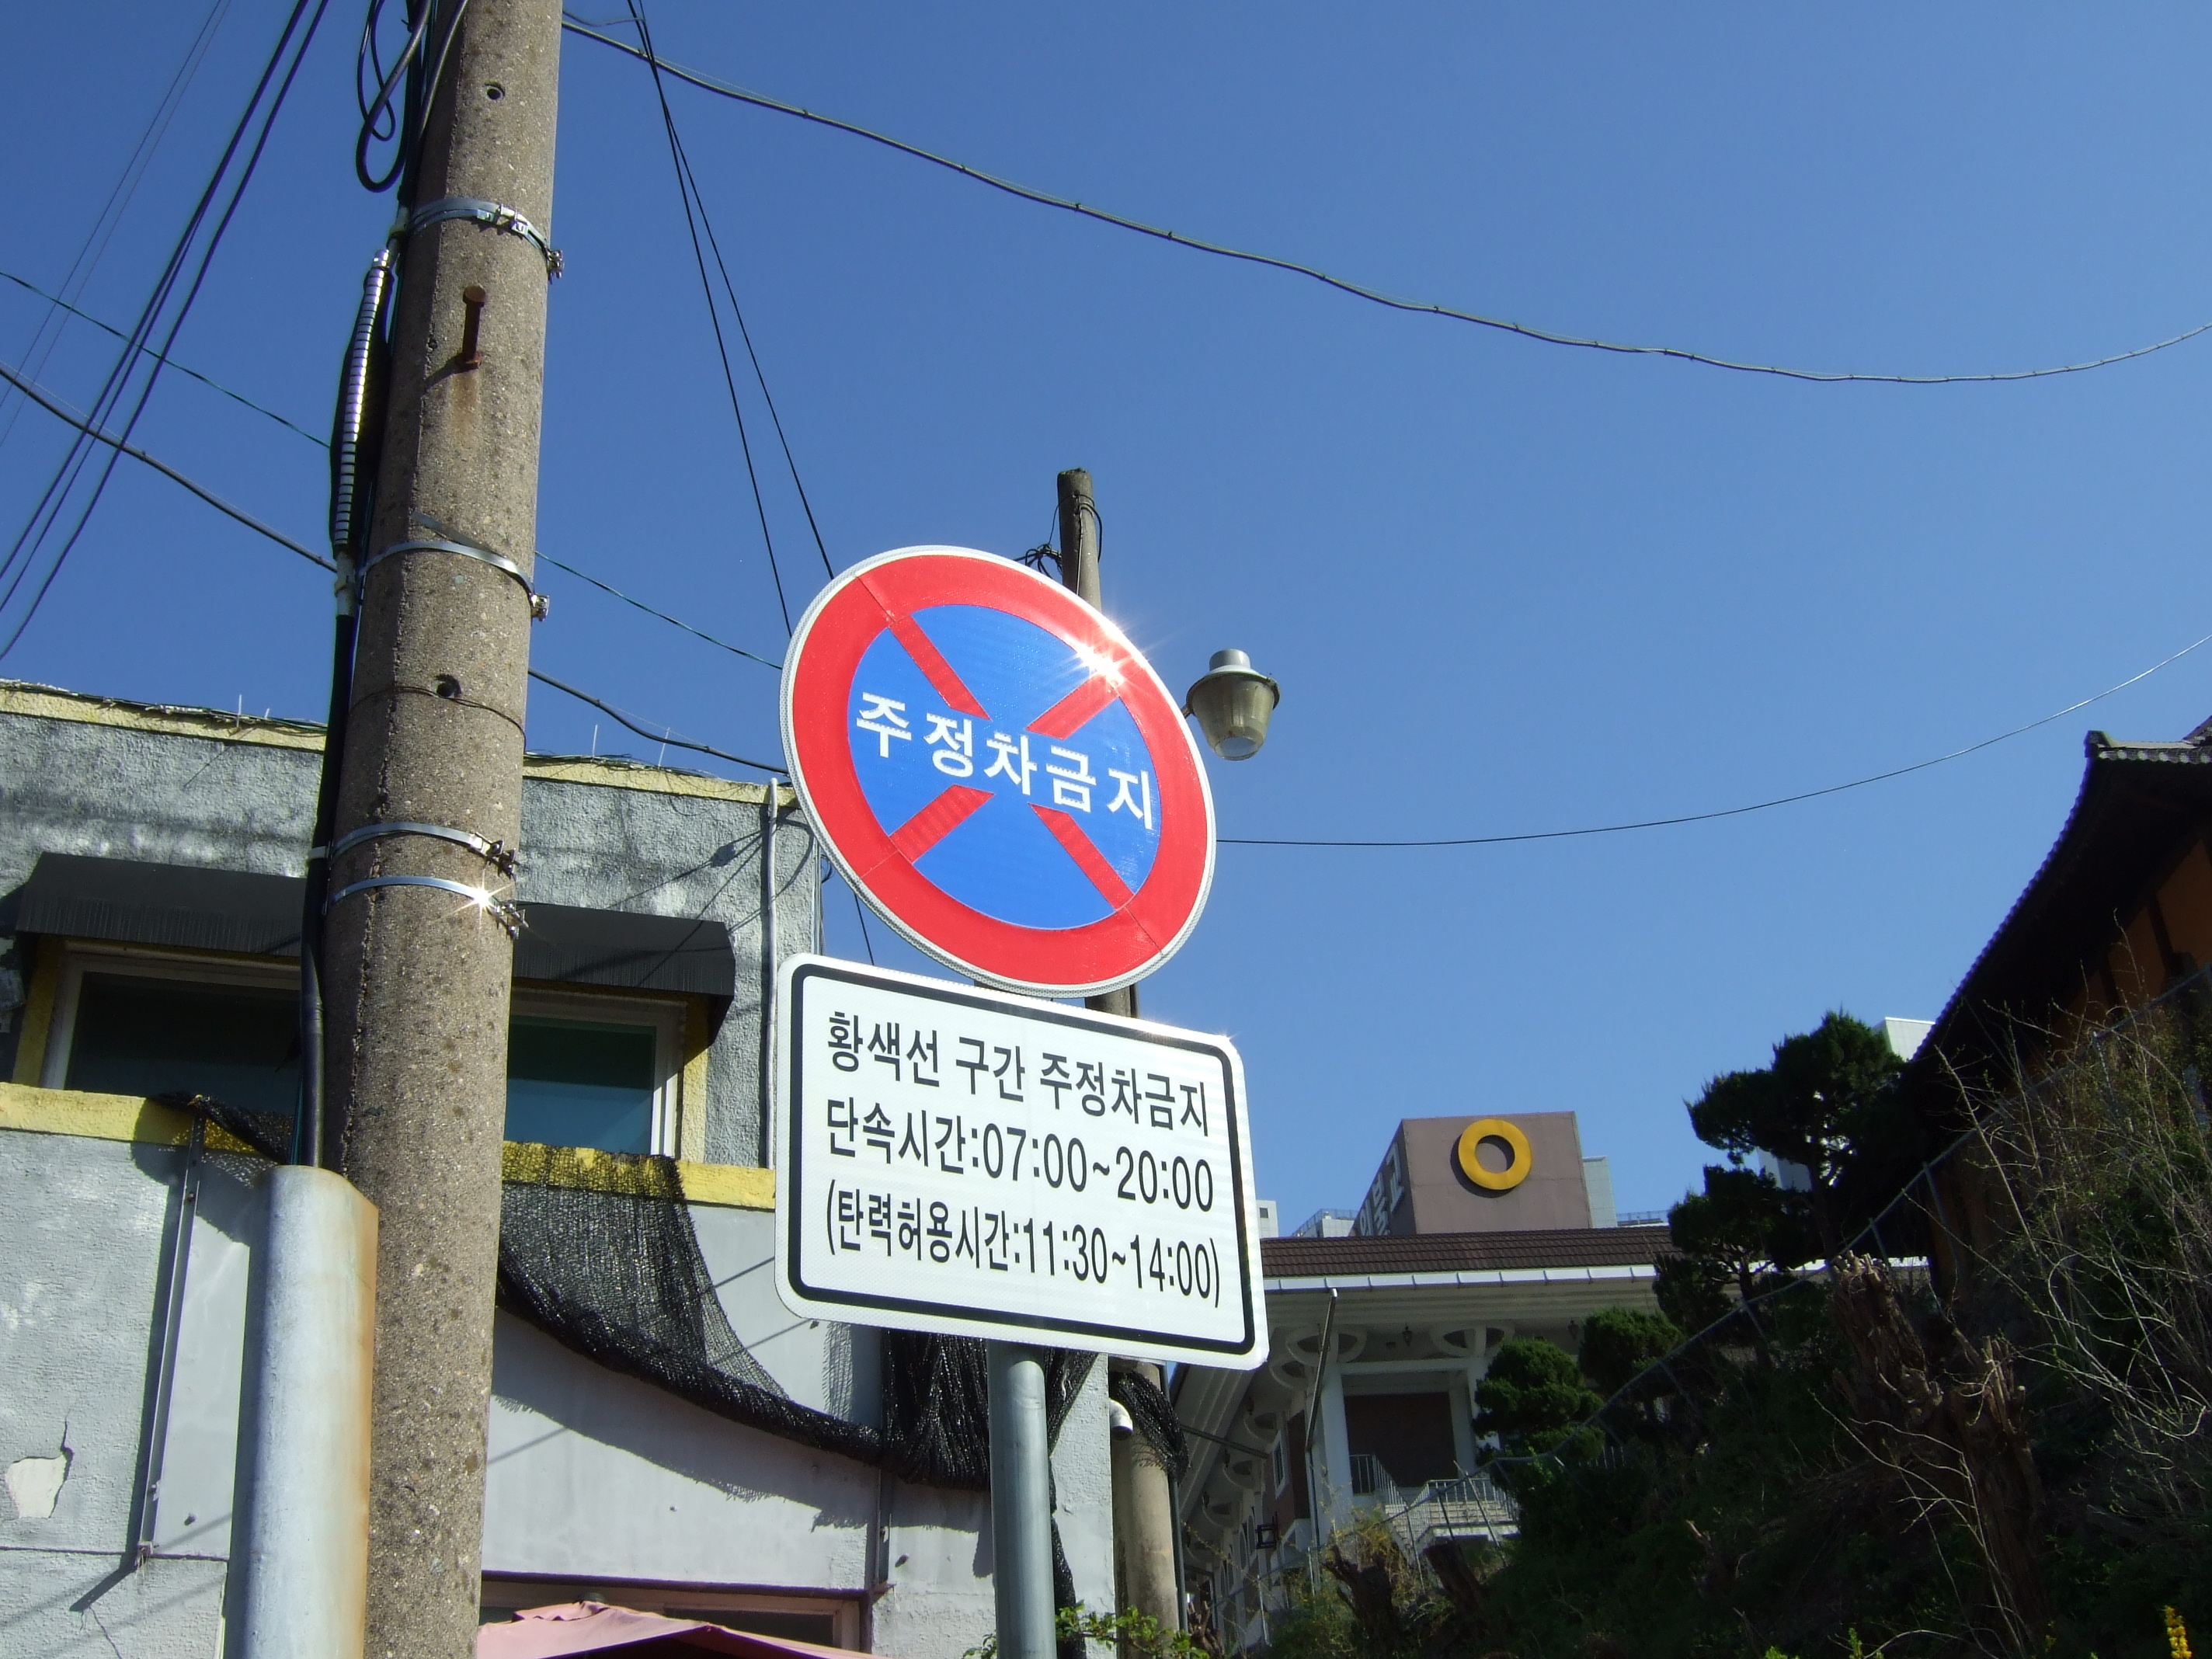 주정차금지
황색선 구간 주정차금지
단속시간:07:00~20:00
(탄력허용시간:11:30~14:00)